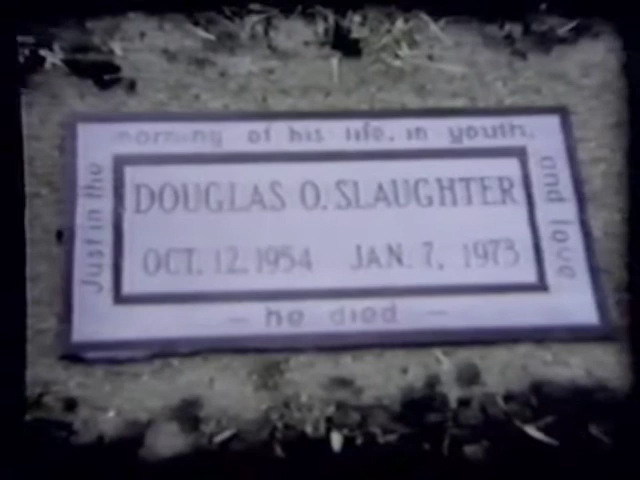 Just in the
morning of his life, in youth,
and love
— he died —
DOUGLAS O. SLAUGHTER
OCT. 12, 1954 JAN. 7, 1973